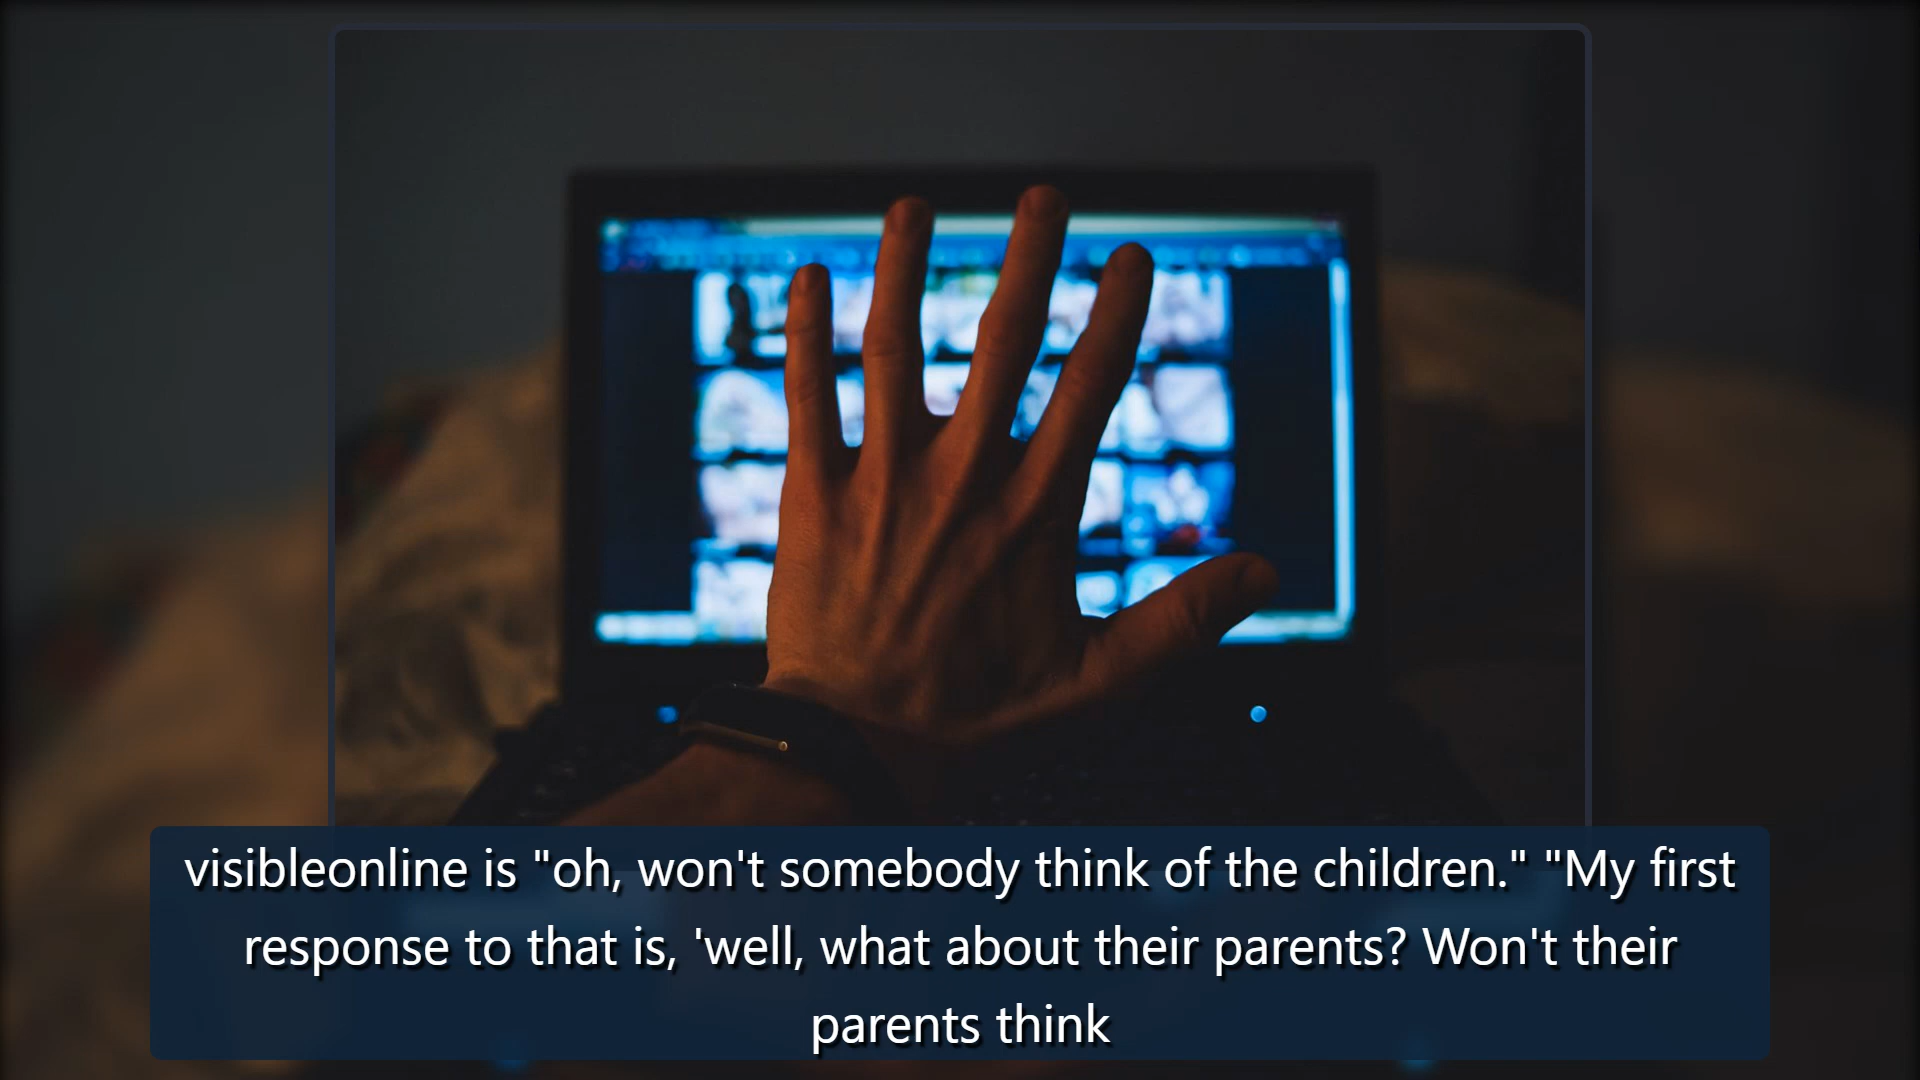 visibleonline is "oh, won't somebody think of the children." "My first
response to that is, 'well, what about their parents? Won't their
parents think